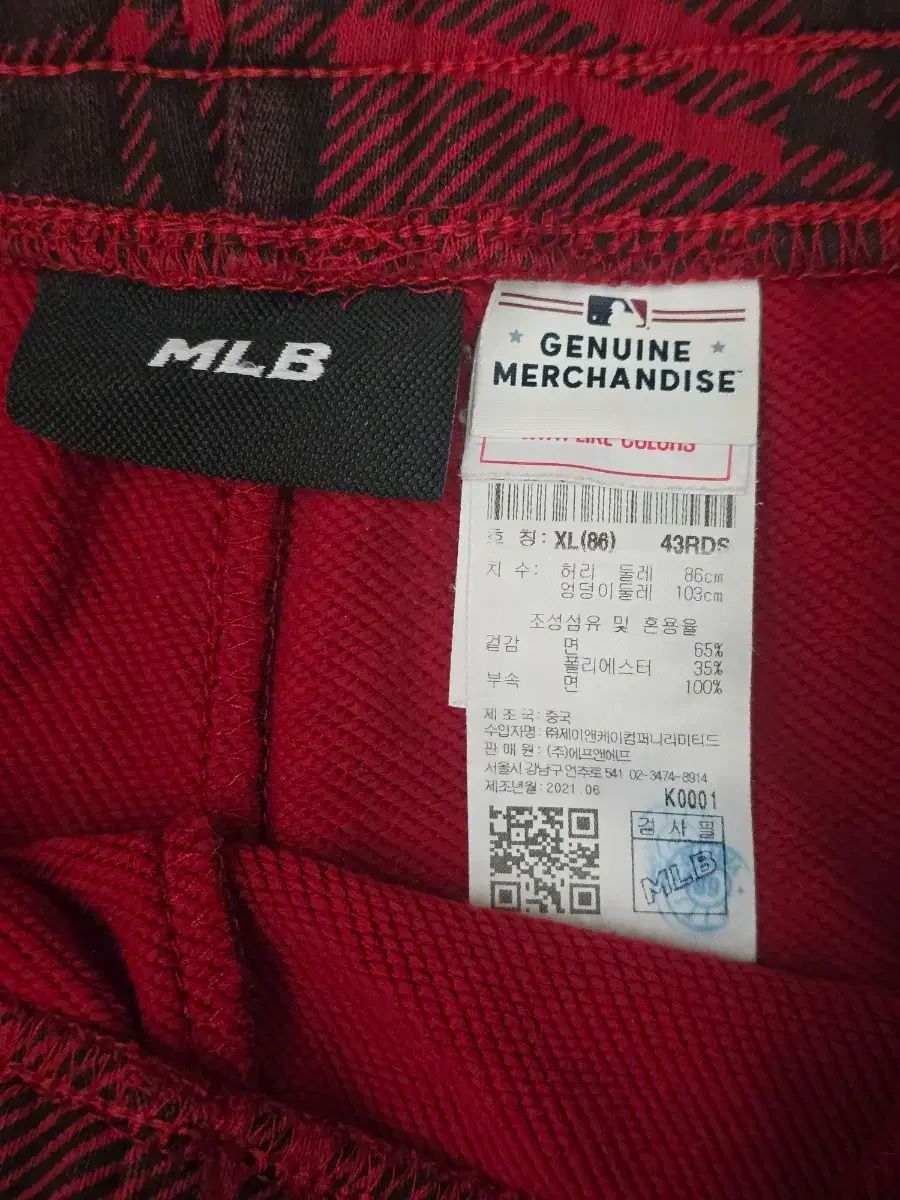 MLB
GENUINE
MERCHANDISE
LIKE COLORS
호 칭: XL(86) 43RDS
치 수: 허리 둘레 86cm
엉덩이둘레 103cm
조성섬유 및 혼용율
겉감 면 65%
폴리에스터 35%
부속 면 100%
제 조 국: 중국
수입자명: ㈜제이앤케이컴퍼니리미티드
판 매 원: (주)에프앤에프
서울시 강남구 언주로 541 02-3474-8914
제조년월: 2021.06
K0001
검 사 필
MLB